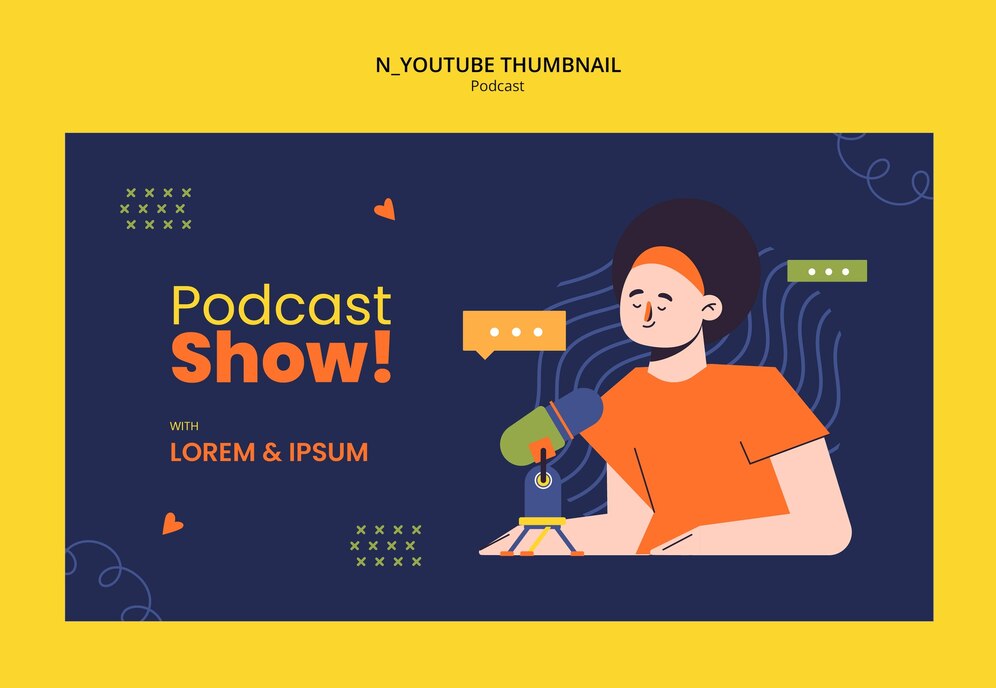 N_YOUTUBE THUMBNAIL
Podcast
Podcast
Show!
WITH
LOREM & IPSUM